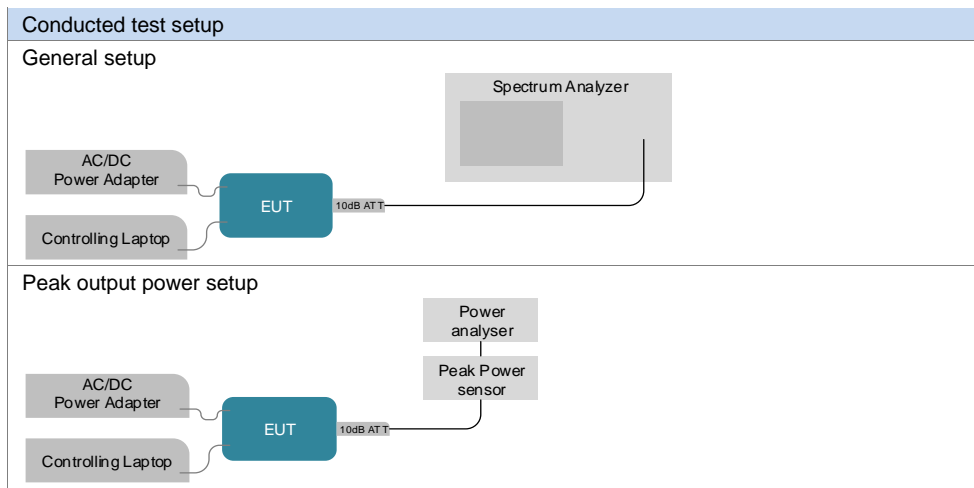 Conducted test setup
General setup
Spectrum Analyzer
AC/DC
Power Adapter
EUT
10dB ATT
Controlling Laptop
Peak output power setup
Power
analyser
Peak Power
sensor
AC/DC
Power Adapter
EUT
10dB ATT
Controlling Laptop